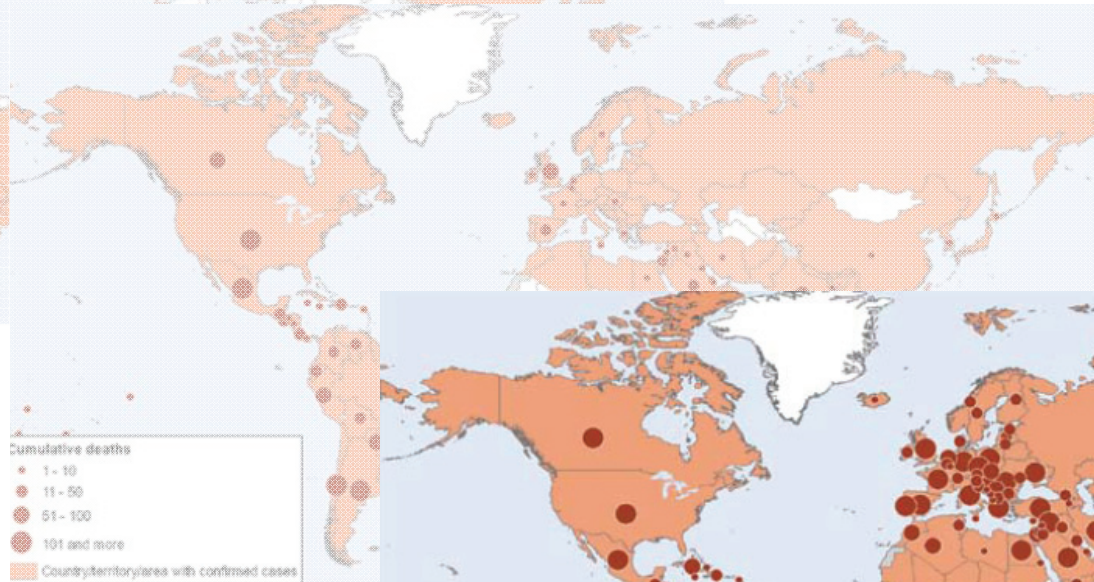 Cumulative deaths
1 - 10
11 - 50
51 - 100
101 and more
Country/territory/area with confirmed cases